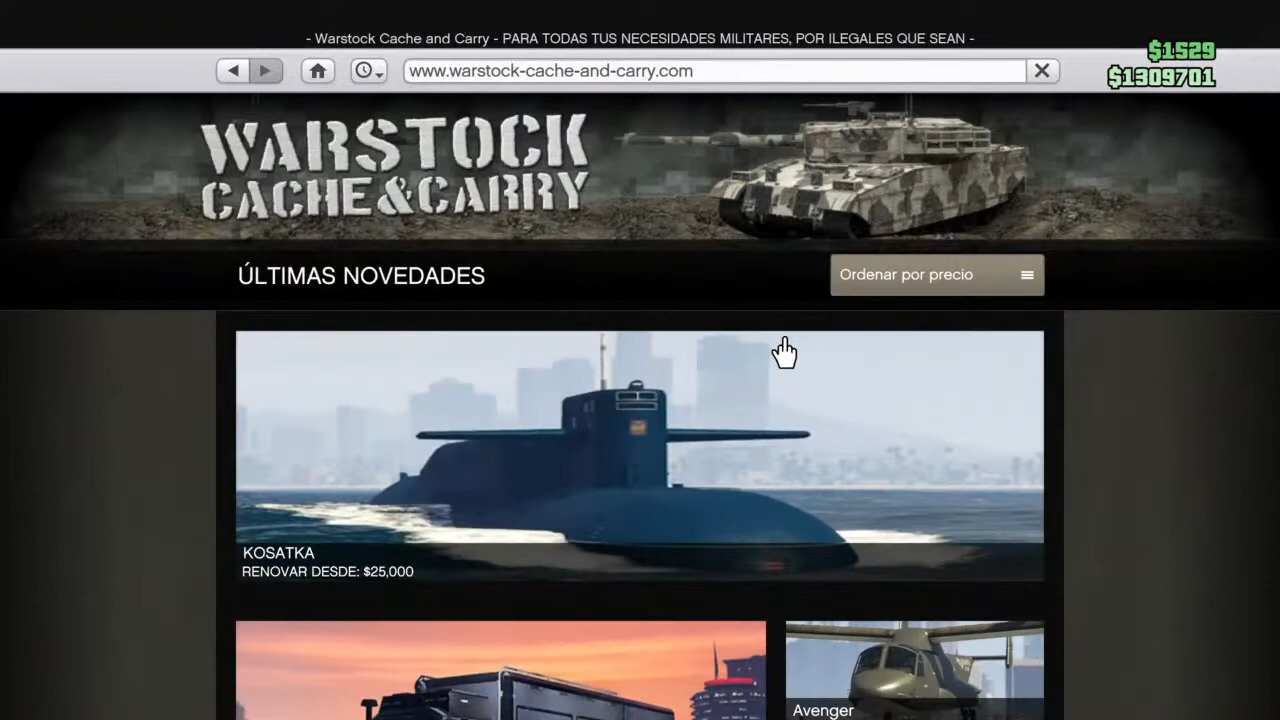 - Warstock Cache and Carry - PARA TODAS TUS NECESIDADES MILITARES, POR ILEGALES QUE SEAN -
$1529
www.warstock-cache-and-carry.com
$1309701
WARSTOCK
CACHE&CARRY
ÚLTIMAS NOVEDADES
Ordenar por precio
KOSATKA
RENOVAR DESDE: $25,000
Avenger